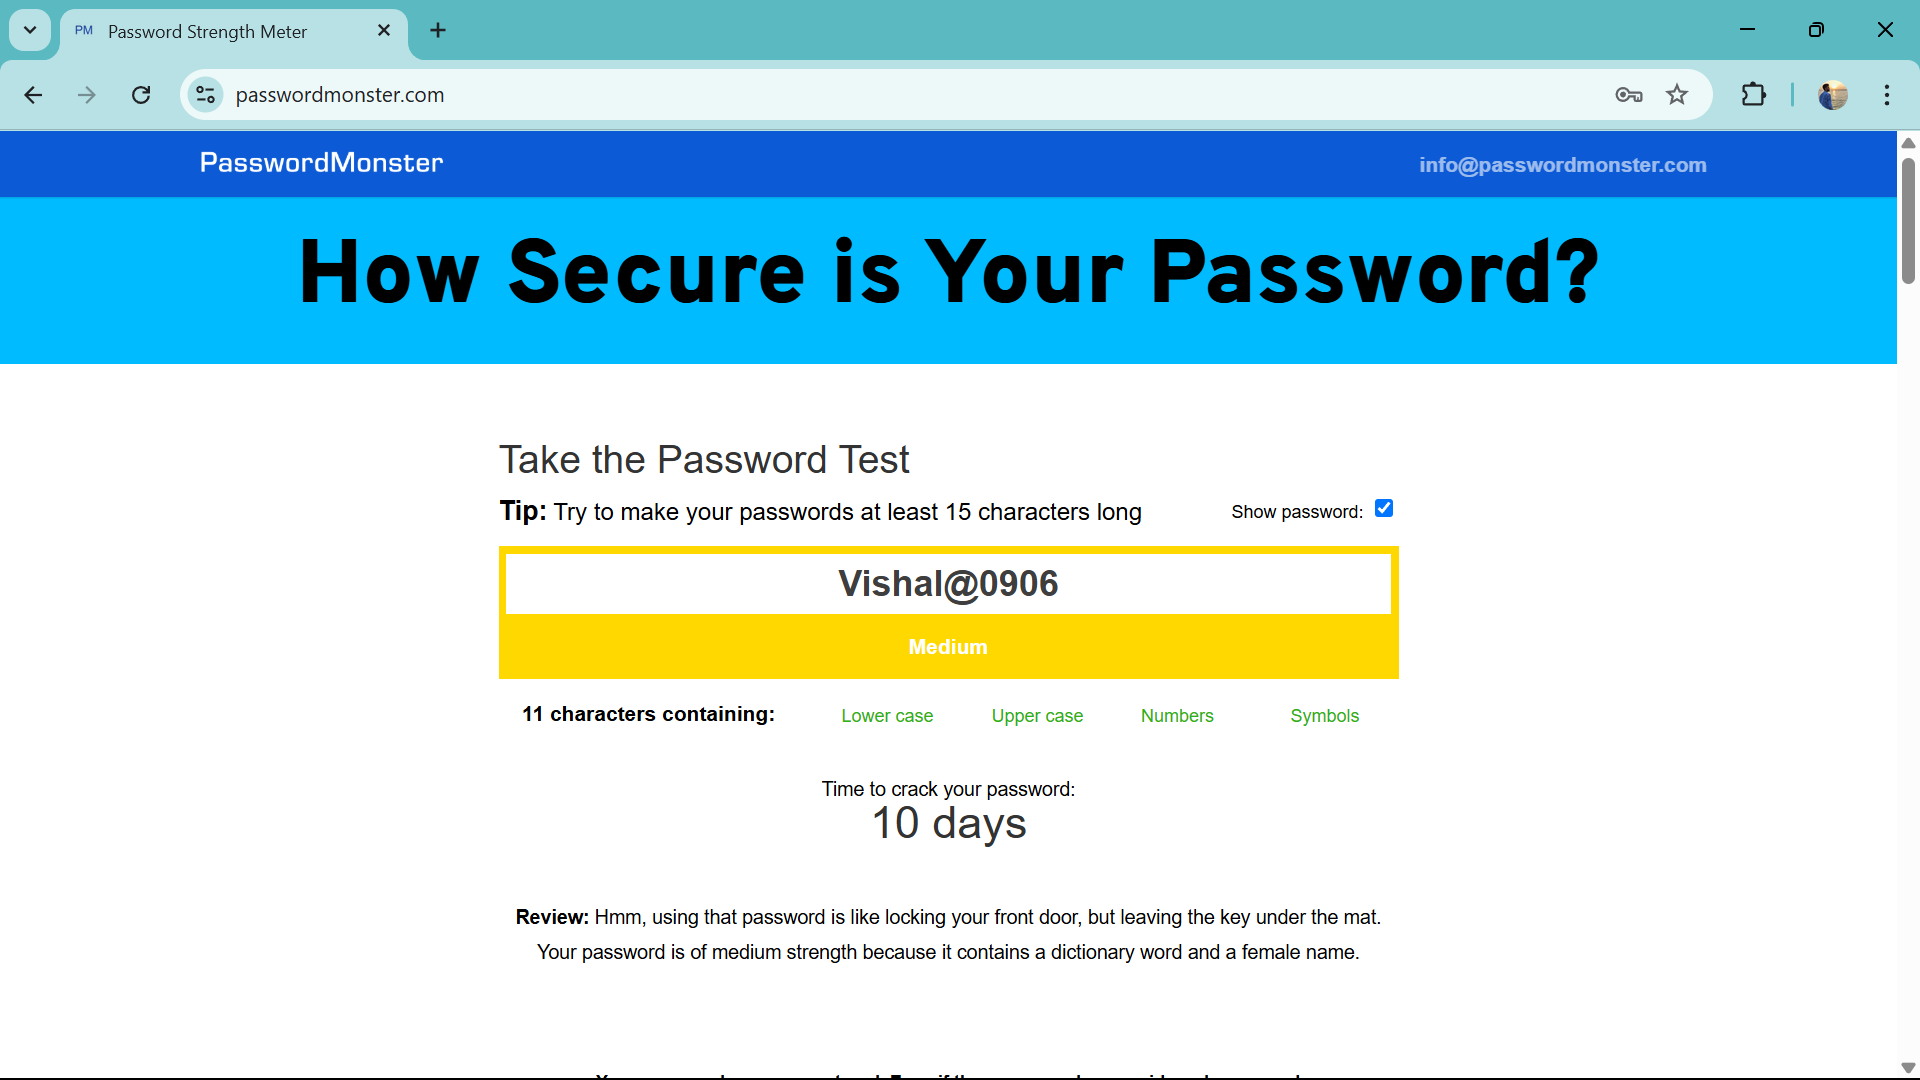 PM Password Strength Meter
passwordmonster.com
PasswordMonster info@passwordmonster.com
How Secure is Your Password?
Take the Password Test
Tip: Try to make your passwords at least 15 characters long Show password:
Vishal@0906
Medium
11 characters containing: Lower case Upper case Numbers Symbols
Time to crack your password:
10 days
Review: Hmm, using that password is like locking your front door, but leaving the key under the mat.
Your password is of medium strength because it contains a dictionary word and a female name.